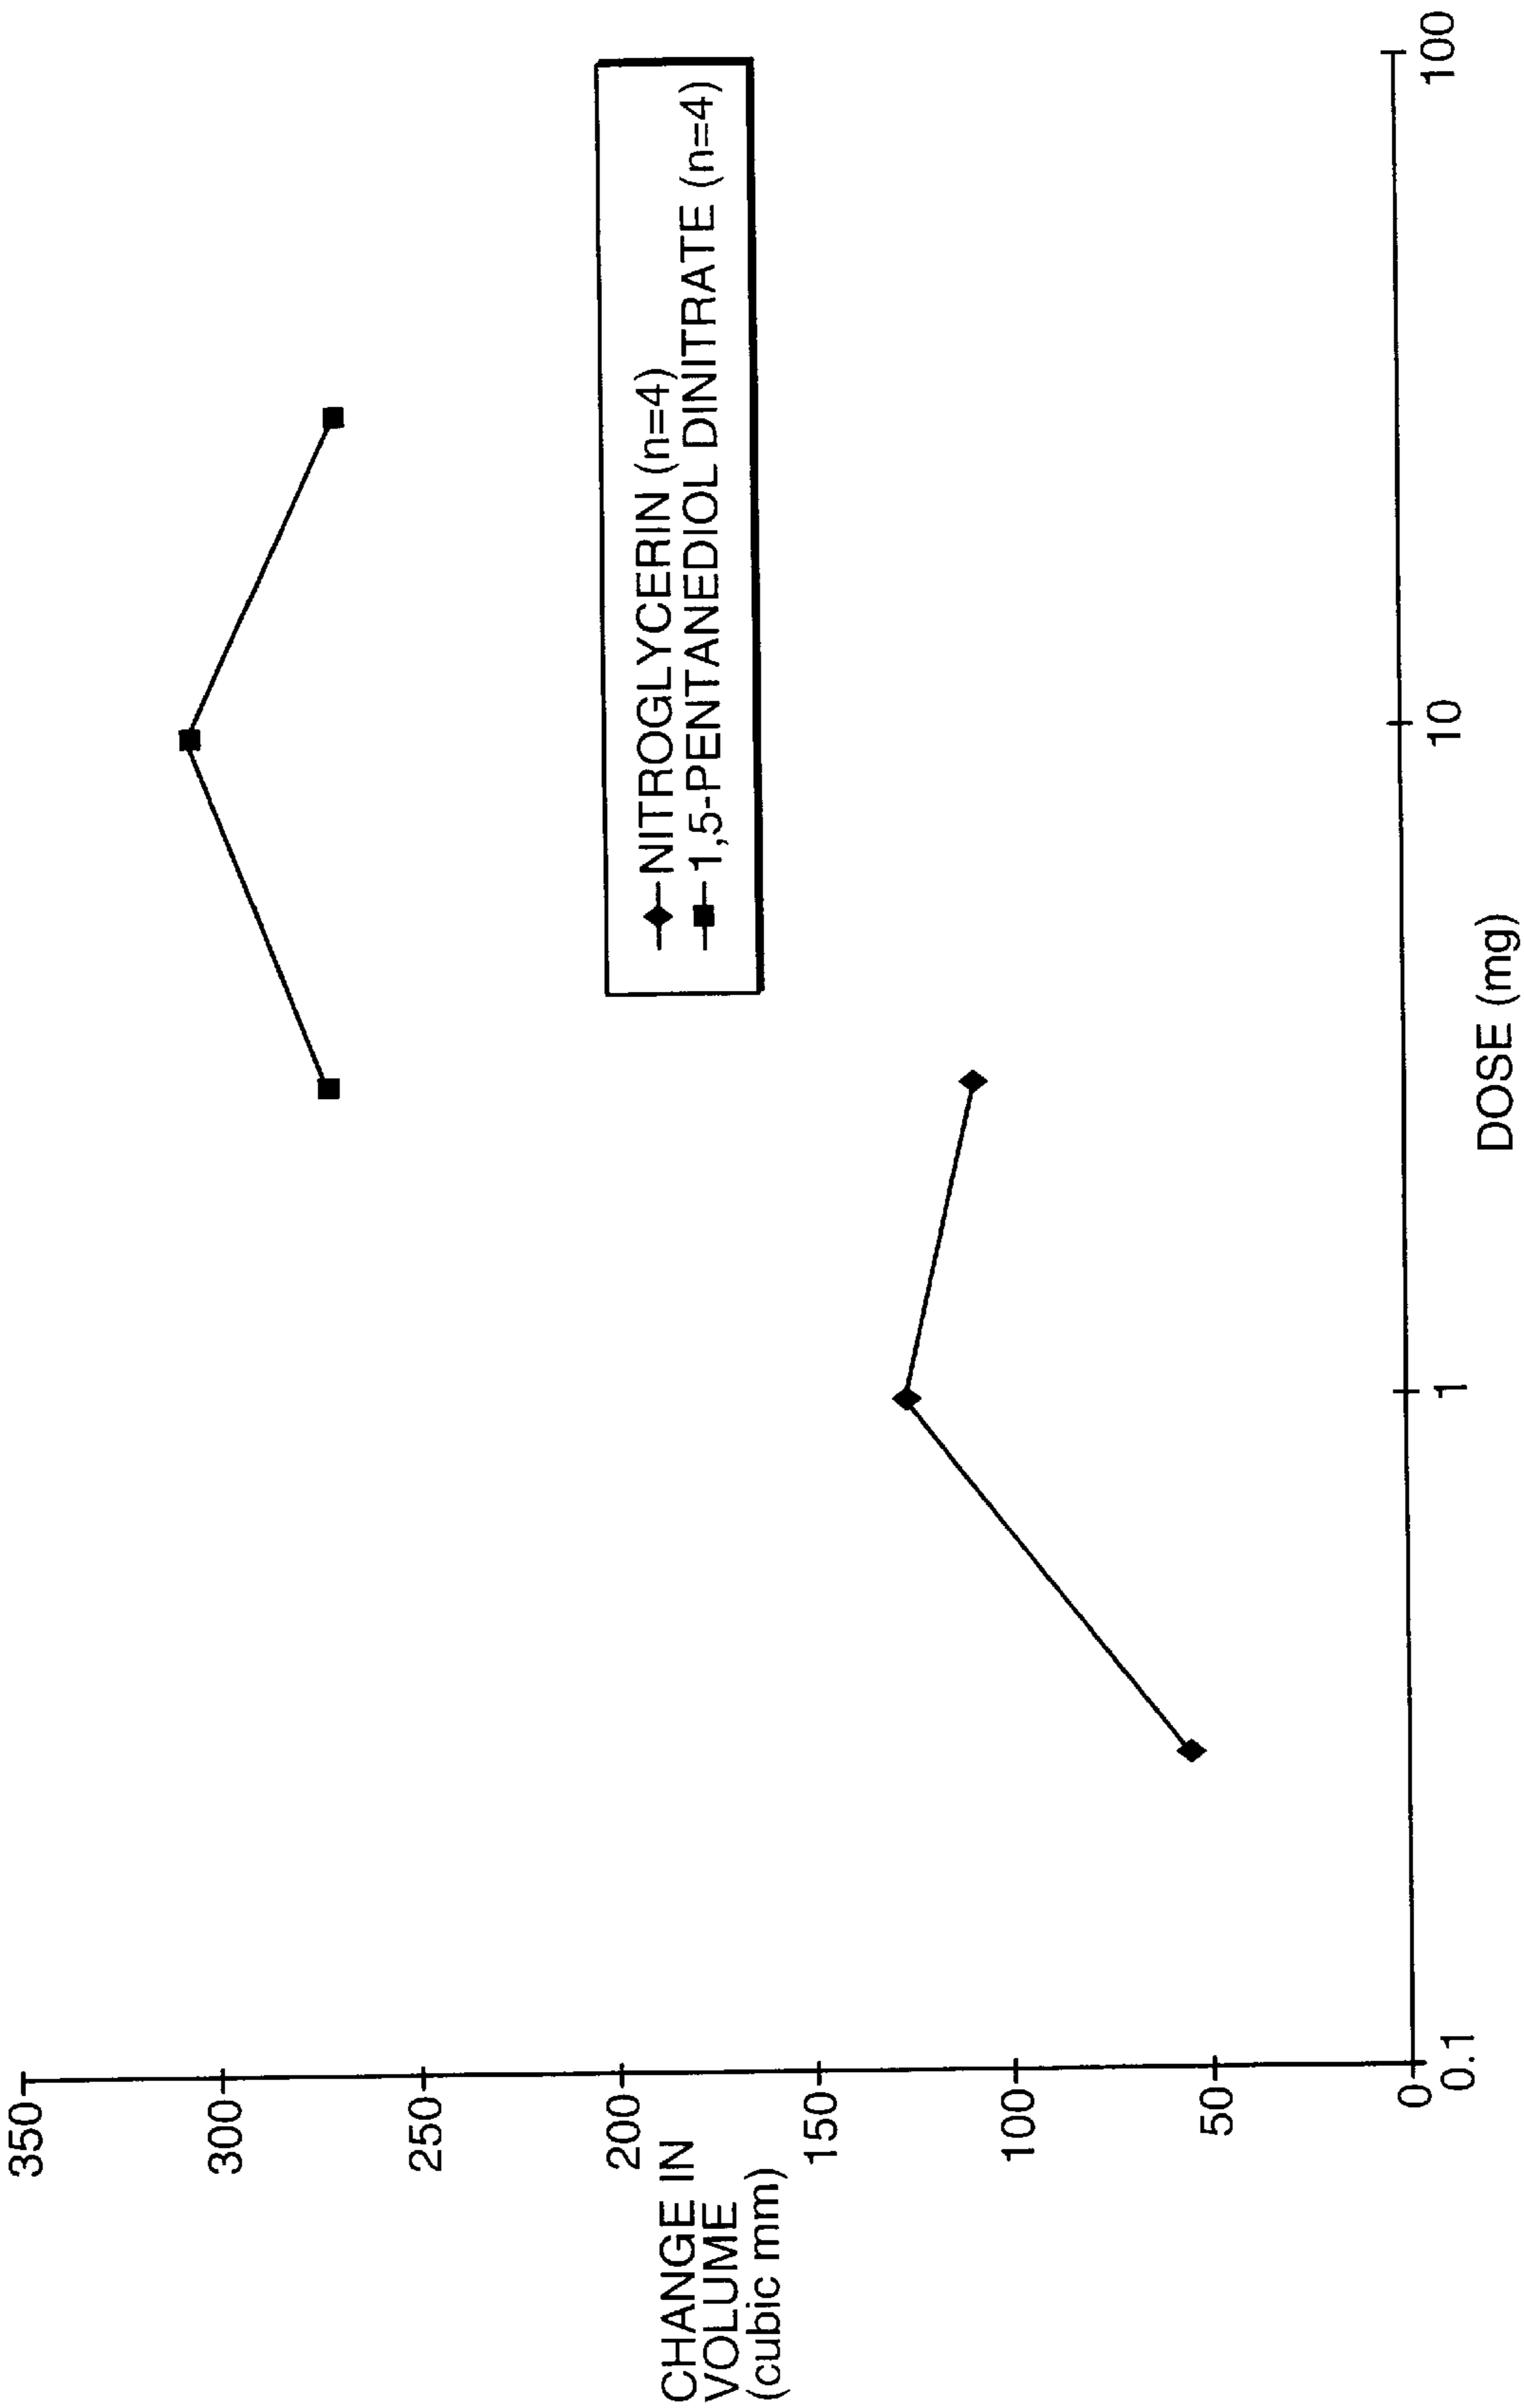 350
300
250
200
150
100
50
0
CHANGE IN
VOLUME
(cubic mm)
NITROGLYCERIN (n=4)
1,5-PENTANEDIOL DINITRATE (n=4)
0.1
1
10
100
DOSE (mg)